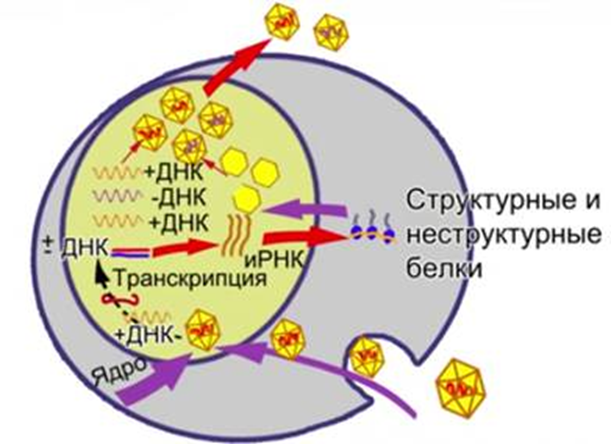 +ДНК
-ДНК
+ДНК
± ДНК
иРНК
Транскрипция
+ДНК-
Ядро
Структурные и
неструктурные
белки